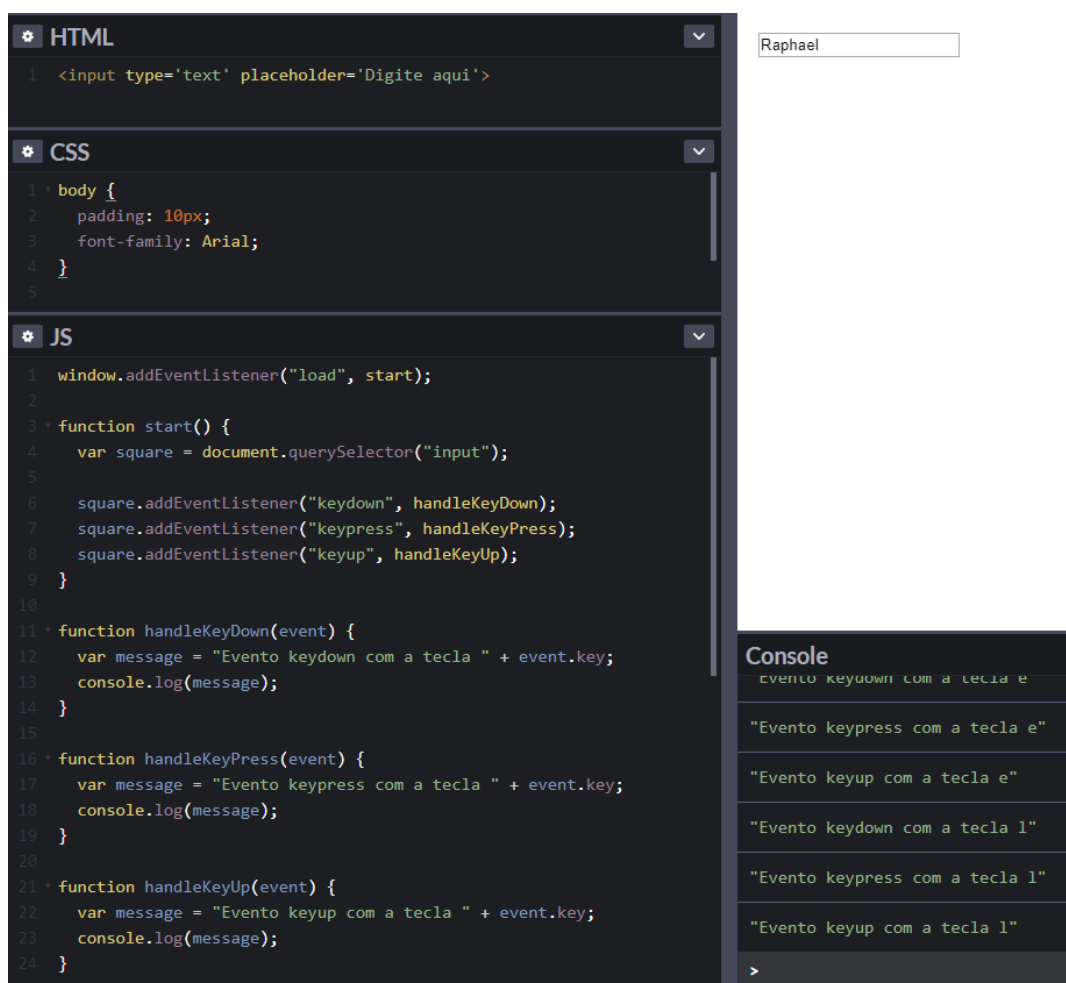 HTML
1 <input type='text' placeholder='Digite aqui'>
CSS
1 body {
2 padding: 10px;
3 font-family: Arial;
4 }
5
JS
1 window.addEventListener("load", start);
2
3 function start() {
4 var square = document.querySelector("input");
5
6 square.addEventListener("keydown", handleKeyDown);
7 square.addEventListener("keypress", handleKeyPress);
8 square.addEventListener("keyup", handleKeyUp);
9 }
10
11 function handleKeyDown(event) {
12 var message = "Evento keydown com a tecla " + event.key;
13 console.log(message);
14 }
15
16 function handleKeyPress(event) {
17 var message = "Evento keypress com a tecla " + event.key;
18 console.log(message);
19 }
20
21 function handleKeyUp(event) {
22 var message = "Evento keyup com a tecla " + event.key;
23 console.log(message);
24 }
Raphael
Console
"Evento keydown com a tecla e"
"Evento keypress com a tecla e"
"Evento keyup com a tecla e"
"Evento keydown com a tecla l"
"Evento keypress com a tecla l"
"Evento keyup com a tecla l"
>